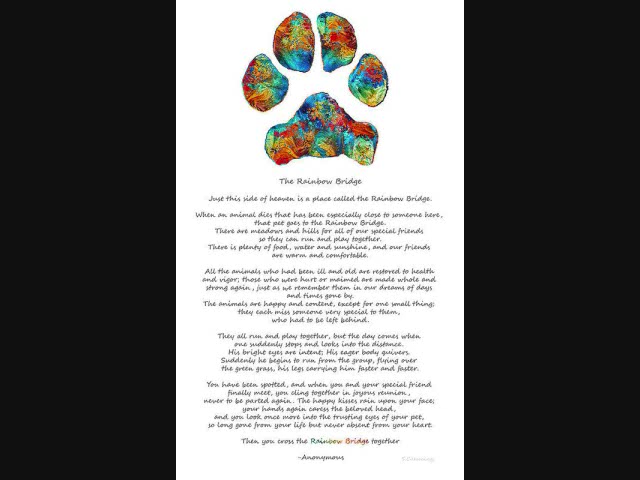 The Rainbow Bridge
Just this side of heaven is a place called the Rainbow Bridge.
When an animal dies that has been especially close to someone here,
that pet goes to the Rainbow Bridge.
There are meadows and hills for all of our special friends
so they can run and play together.
There is plenty of food, water and sunshine, and our friends
are warm and comfortable.
All the animals who had been ill and old are restored to health
and vigor; those who were hurt or maimed are made whole and
strong again, just as we remember them in our dreams of days
and times gone by.
The animals are happy and content, except for one small thing;
they each miss someone very special to them,
who had to be left behind.
They all run and play together, but the day comes when
one suddenly stops and looks into the distance.
His bright eyes are intent; His eager body quivers.
Suddenly he begins to run from the group, flying over
the green grass, his legs carrying him faster and faster.
You have been spotted, and when you and your special friend
finally meet, you cling together in joyous reunion,
never to be parted again. The happy kisses rain upon your face;
your hands again caress the beloved head,
and you look once more into the trusting eyes of your pet,
so long gone from your life but never absent from your heart.
Then you cross the Rainbow Bridge together
~Anonymous